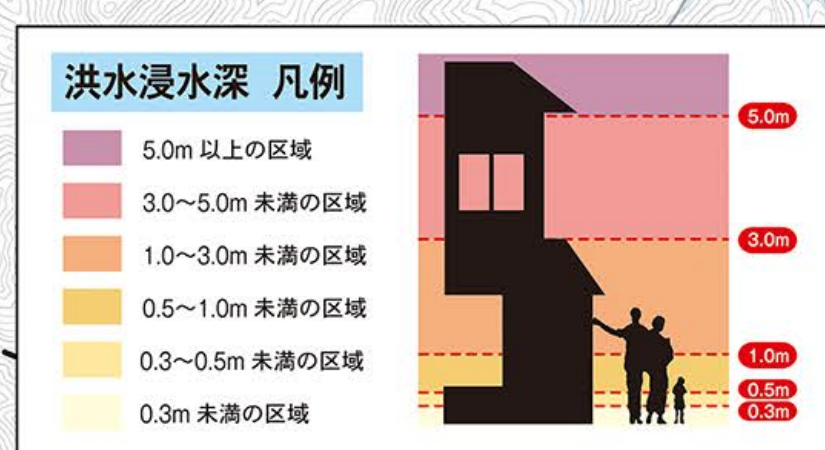 洪水浸水深 凡例
5.0m 以上の区域
3.0～5.0m 未満の区域
1.0～3.0m 未満の区域
0.5～1.0m 未満の区域
0.3～0.5m 未満の区域
0.3m 未満の区域
5.0m
3.0m
1.0m
0.5m
0.3m